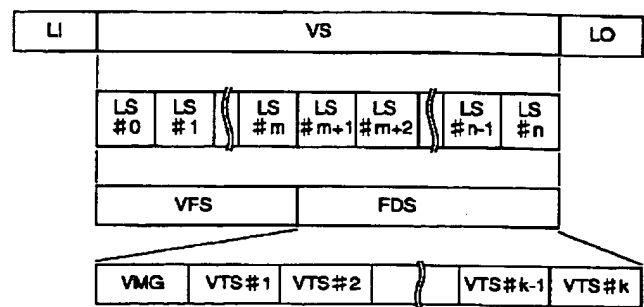 LI VS LO
LS #0 LS #1 LS #m LS #m+1 LS #m+2 LS #n-1 LS #n
VFS FDS
VMG VTS#1 VTS#2 VTS#k-1 VTS#k